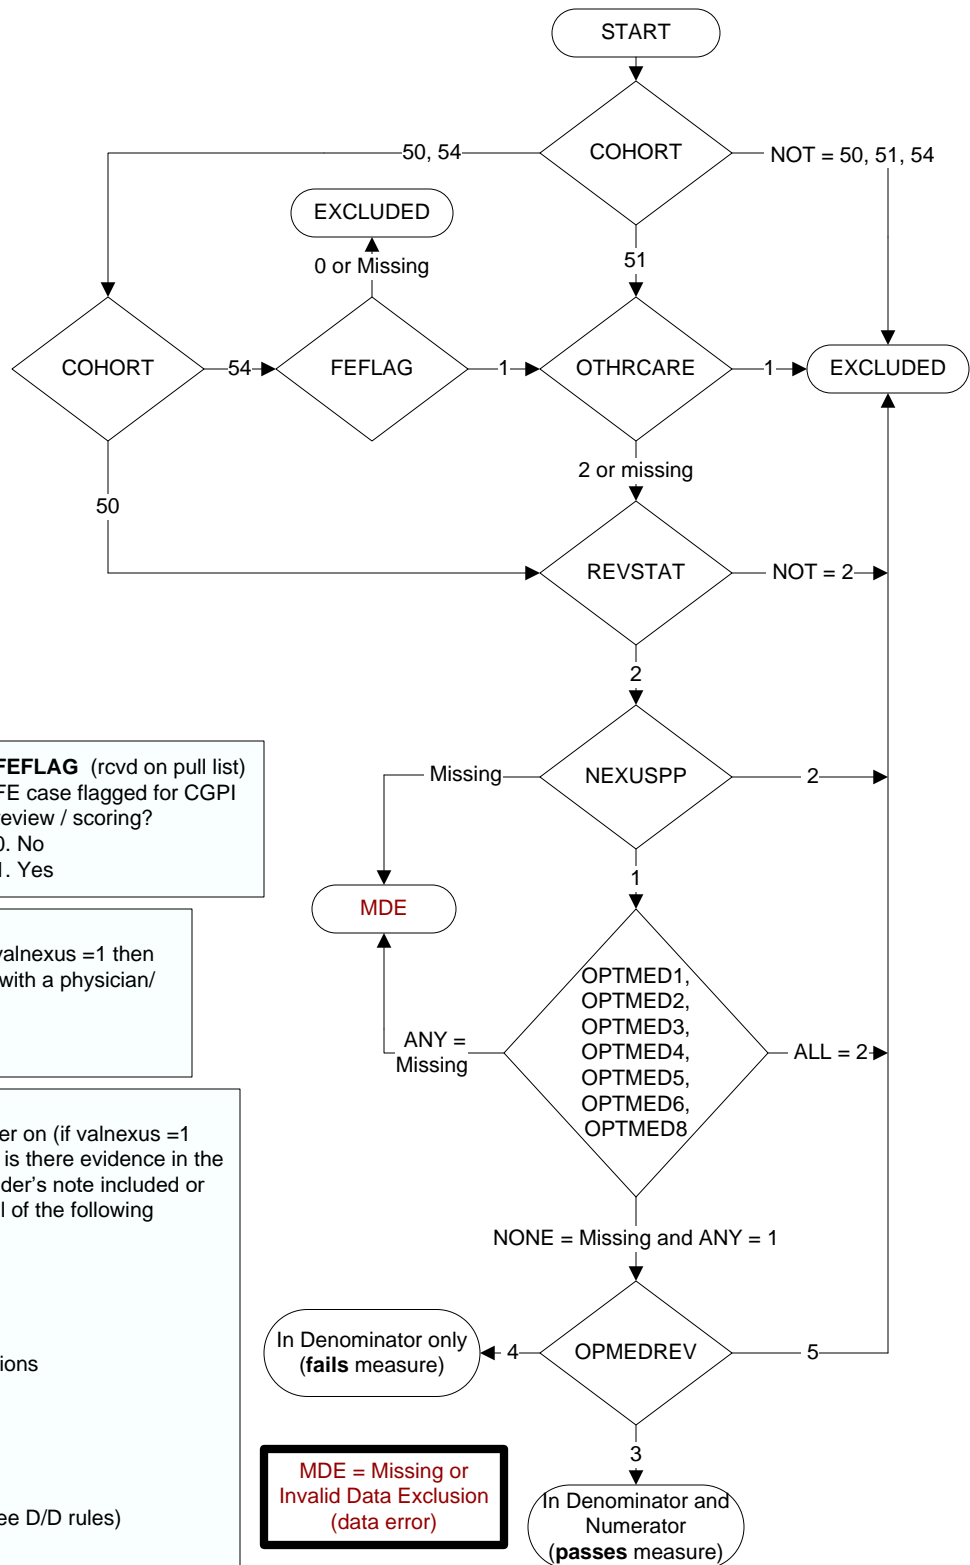 START
COHORT
50, 54
NOT = 50, 51, 54
EXCLUDED
0 or Missing
51
COHORT
54
FEFLAG
1
OTHRCARE
1
EXCLUDED
2 or missing
50
REVSTAT
NOT = 2
2
FEFLAG (rcvd on pull list)
FE case flagged for CGPI
review / scoring?
0. No
1. Yes
Missing
NEXUSPP
2
1
MDE
valnexus =1 then
with a physician/
OPTMED1,
OPTMED2,
OPTMED3,
OPTMED4,
OPTMED5,
OPTMED6,
OPTMED8
ANY =
Missing
ALL = 2
er on (if valnexus =1
is there evidence in the
der's note included or
l of the following
ions
ee D/D rules)
NONE = Missing and ANY = 1
In Denominator only
(fails measure)
4
OPMEDREV
5
3
MDE = Missing or
Invalid Data Exclusion
(data error)
In Denominator and
Numerator
(passes measure)